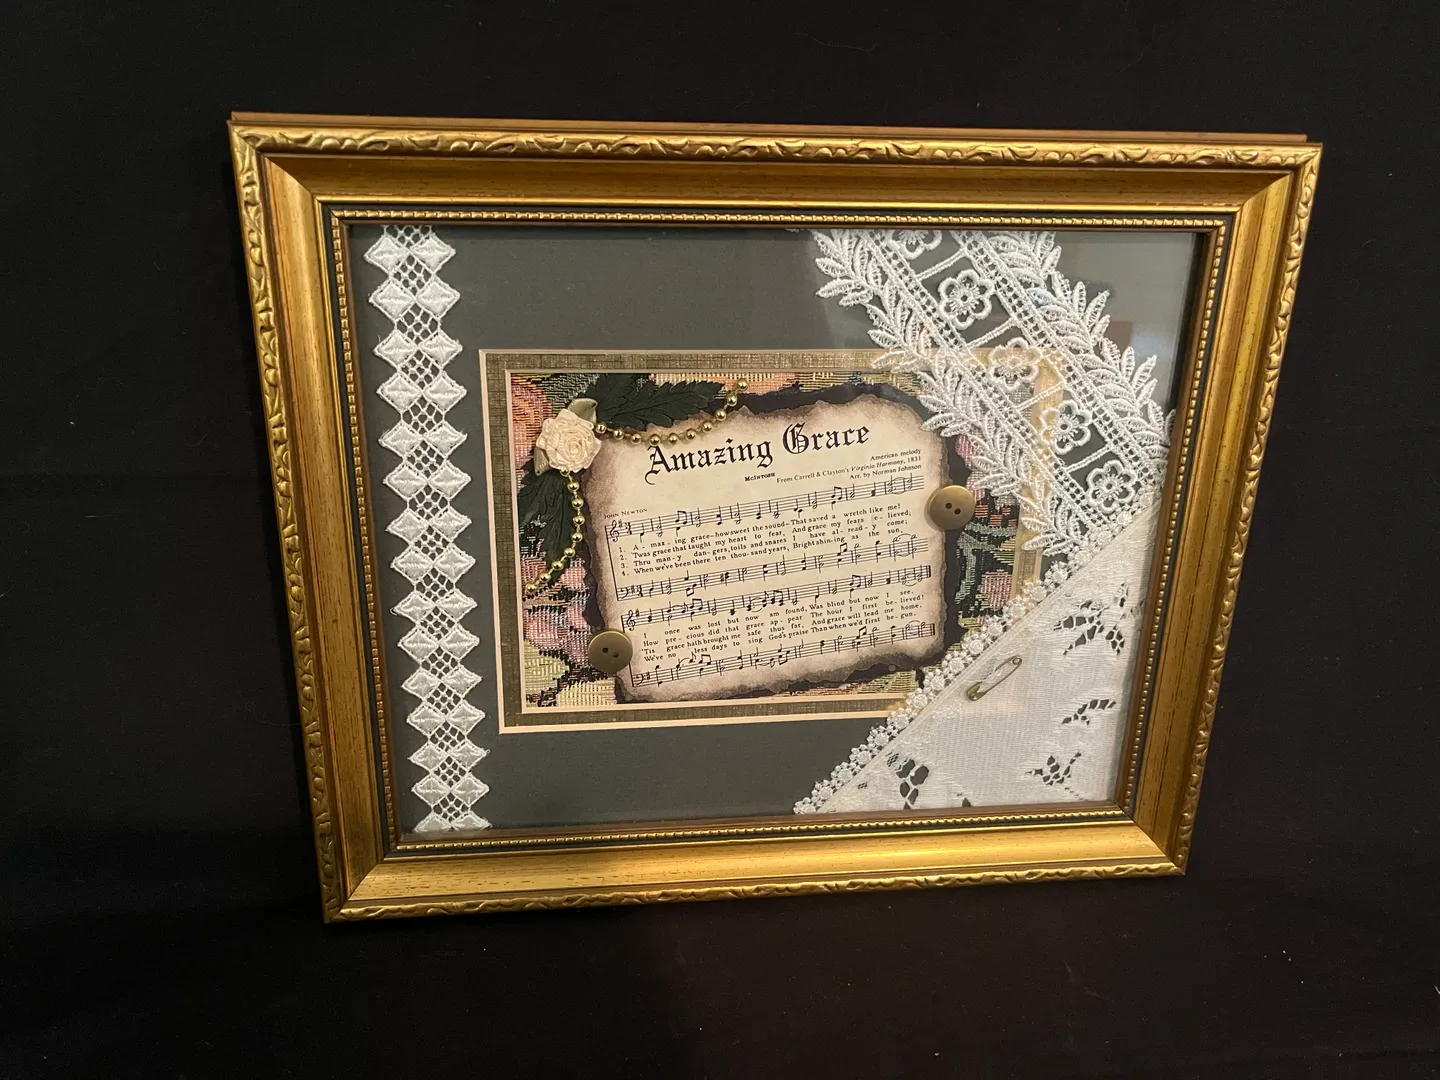 Amazing Grace
American melody
McIntosh From Carrell & Clayton's Virginia Harmony, 1831
John Newton
Arr. by Norman Johnson
1. A - maz - ing grace-how sweet the sound-That saved a wretch like me!
2. 'Twas grace that taught my heart to fear, And grace my fears re - lieved;
3. Thru man - y dan - gers, toils and snares I have al - read - y come;
4. When we've been there ten thou - sand years, Bright shin - ing as the sun,
I once was lost but now am found, Was blind but now I see.
How pre - cious did that grace ap - pear The hour I first be - lieved!
'Tis grace hath brought me safe thus far, And grace will lead me home.
We've no less days to sing God's praise Than when we'd first be - gun.